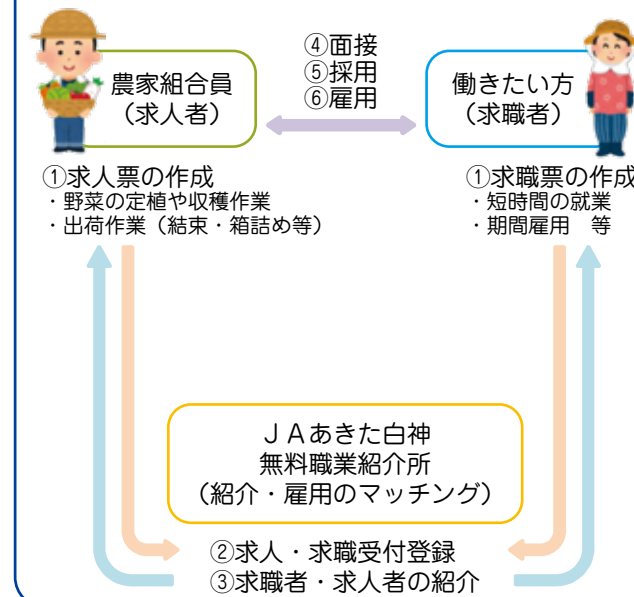 農家組合員
（求人者）
④面接
⑤採用
⑥雇用
働きたい方
（求職者）
①求人票の作成
・野菜の定植や収穫作業
・出荷作業（結束・箱詰め等）
①求職票の作成
・短時間の就業
・期間雇用　等
ＪＡあきた白神
無料職業紹介所
（紹介・雇用のマッチング）
②求人・求職受付登録
③求職者・求人者の紹介